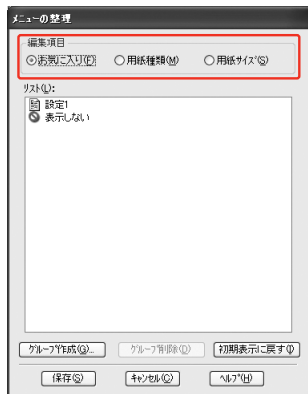 メニューの整理
編集項目
お気に入り(F) 用紙種類(M) 用紙サイズ(S)
リスト(L):
設定1
表示しない
グループ作成(G)... グループ削除(D) 初期表示に戻す(I)
保存(S) キャンセル(C) ヘルプ(H)